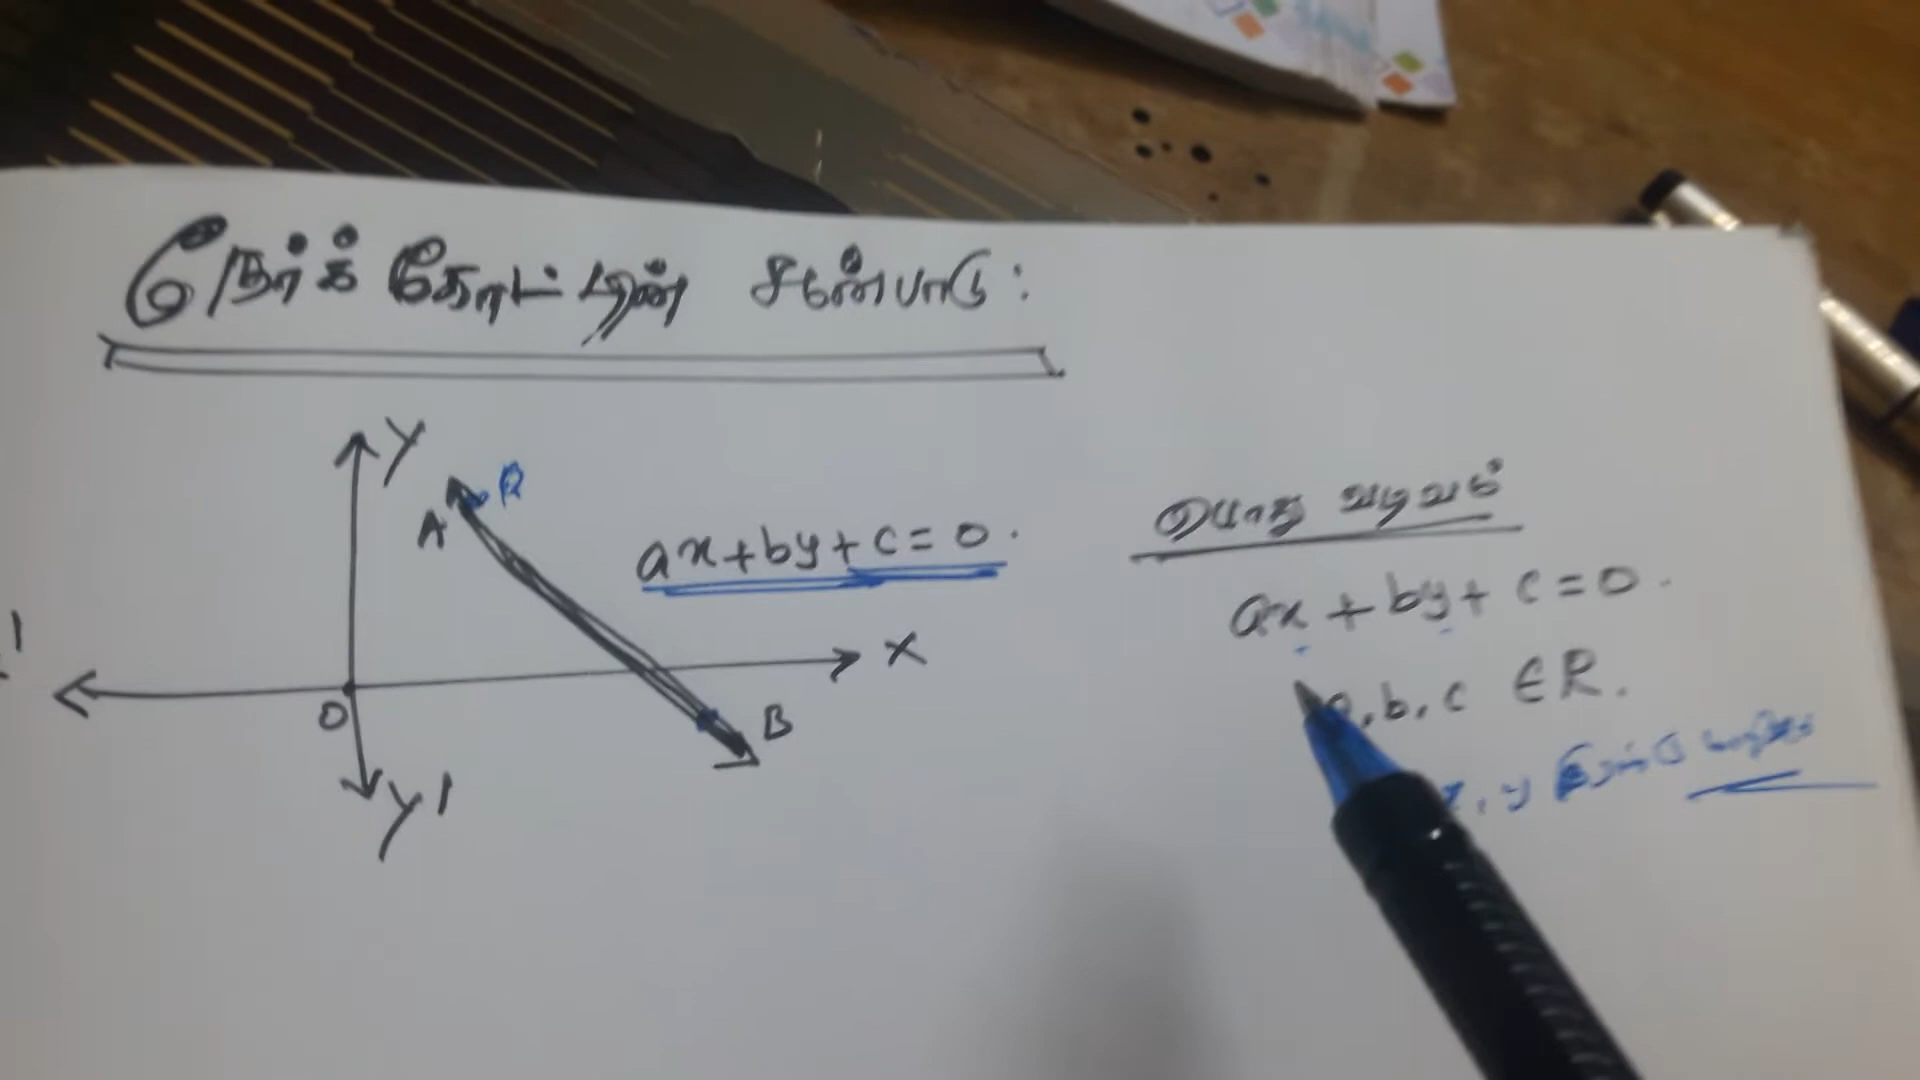 நேர்க் கோட்டின் சமன்பாடு :
Y
A
ax+by+c=0.
X
O
B
Y'
பொது வடிவம்
ax + by + c = 0.
a, b, c ∈ R.
x, y